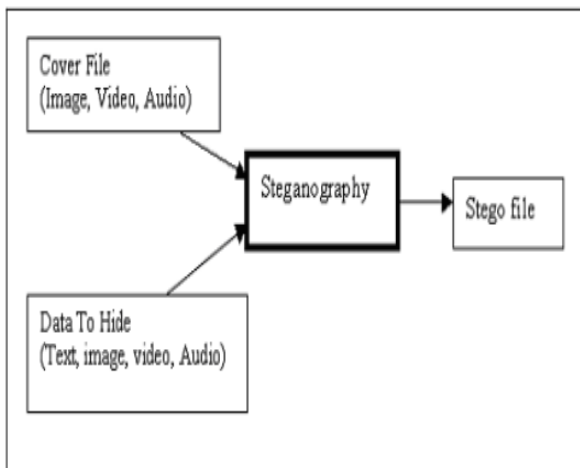 Cover File
(Image, Video, Audio)
Steganography
Stego file
Data To Hide
(Text, image, video, Audio)